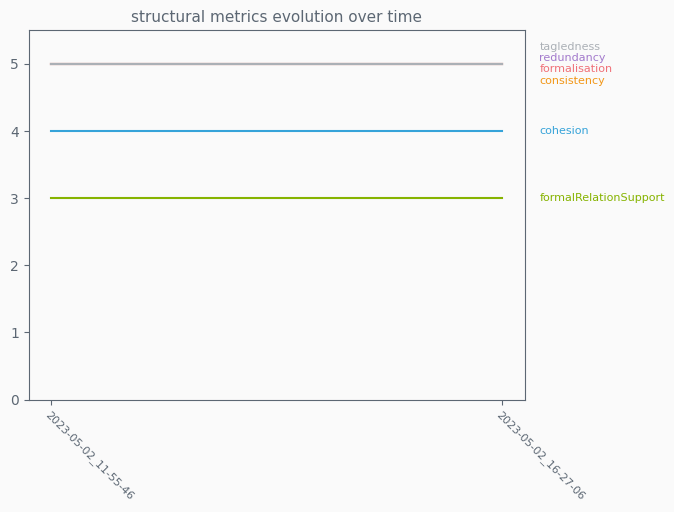 structural metrics evolution over time
tagledness
redundancy
formalisation
consistency
cohesion
formalRelationSupport
5
4
3
2
1
0
2023-05-02_11-55-46
2023-05-02_16-27-06